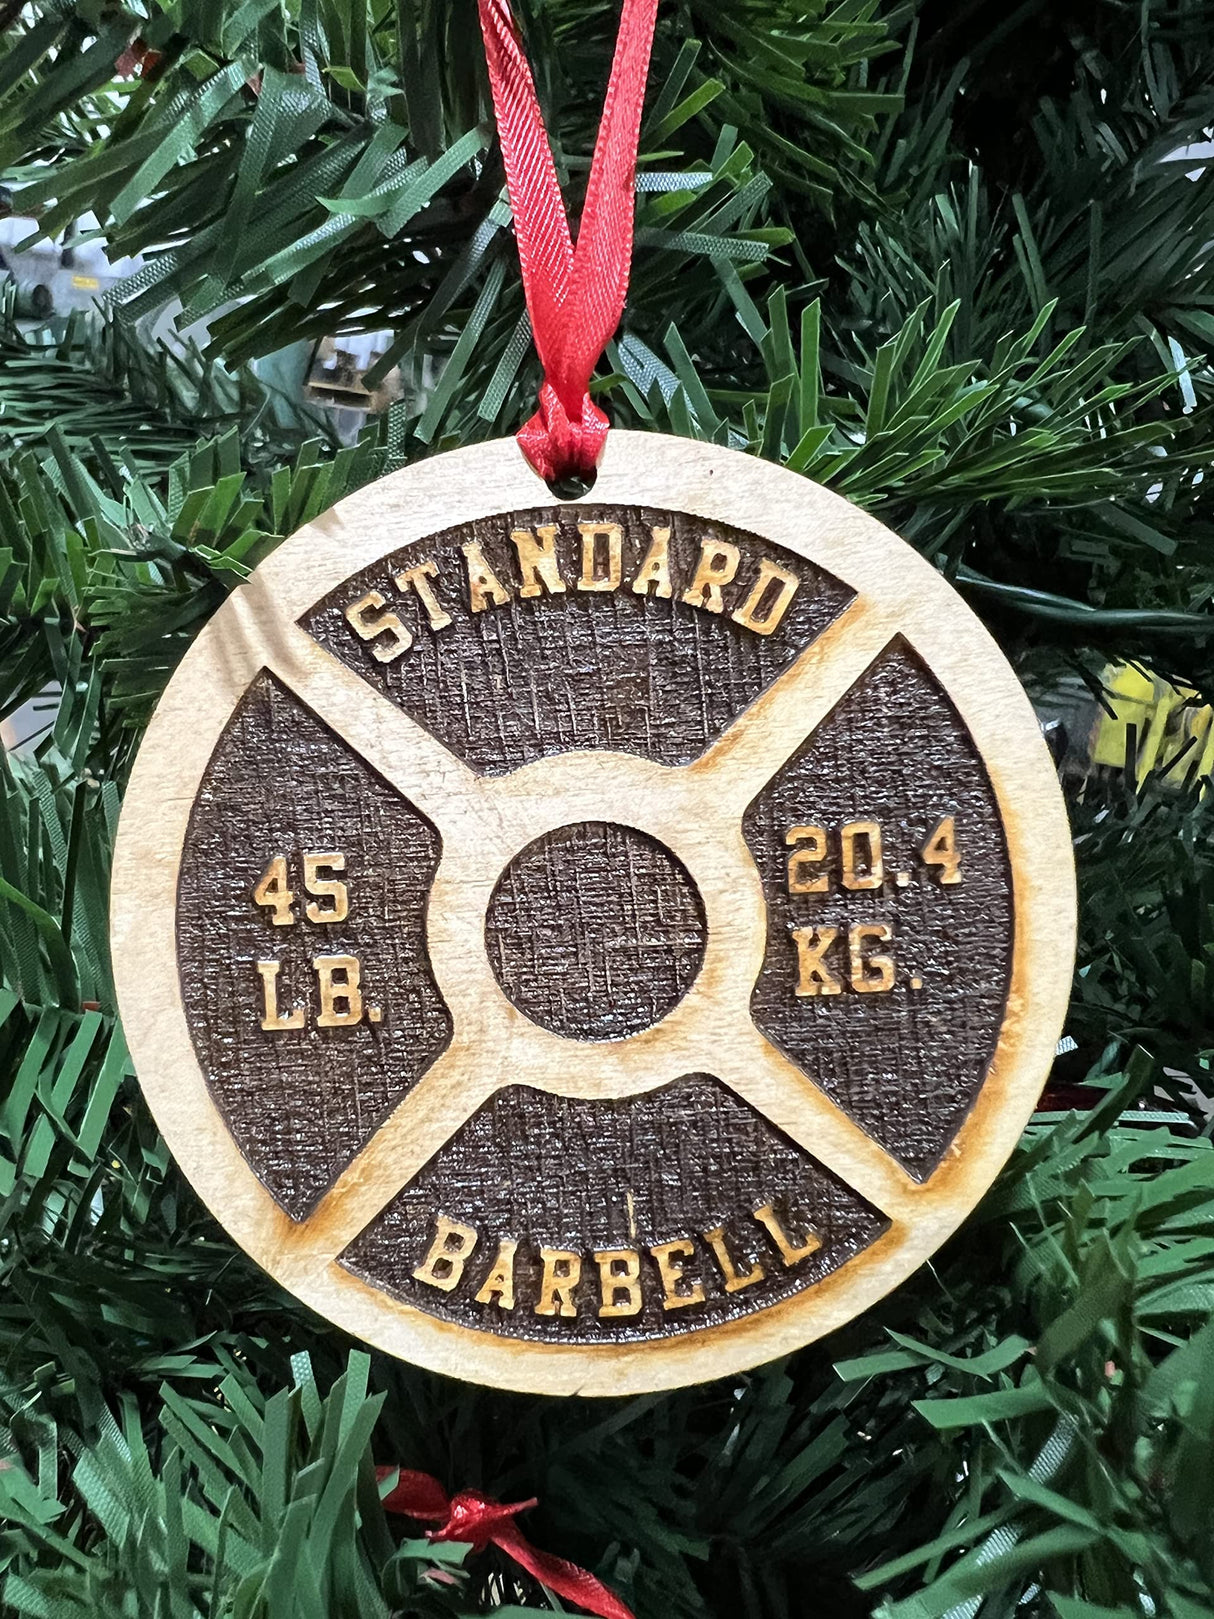 STANDARD
45
LB.
20.4
KG.
BARBELL